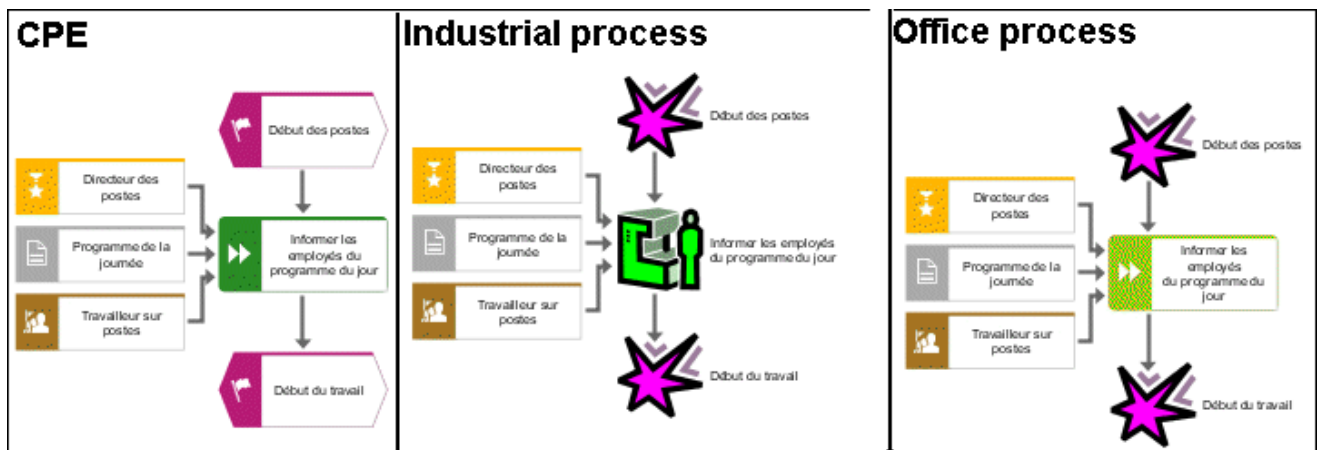 CPE
Début des postes
Directeur des
postes
Programme de la
journée
Informer les
employés du
programme du jour
Travailleur sur
postes
Début du travail
Industrial process
Début des postes
Directeur des
postes
Programme de la
journée
Informer les employés
du programme du jour
Travailleur sur
postes
Début du travail
Office process
Début des postes
Directeur des
postes
Programme de la
journée
Informer les
employés
du programme du
jour
Travailleur sur
postes
Début du travail